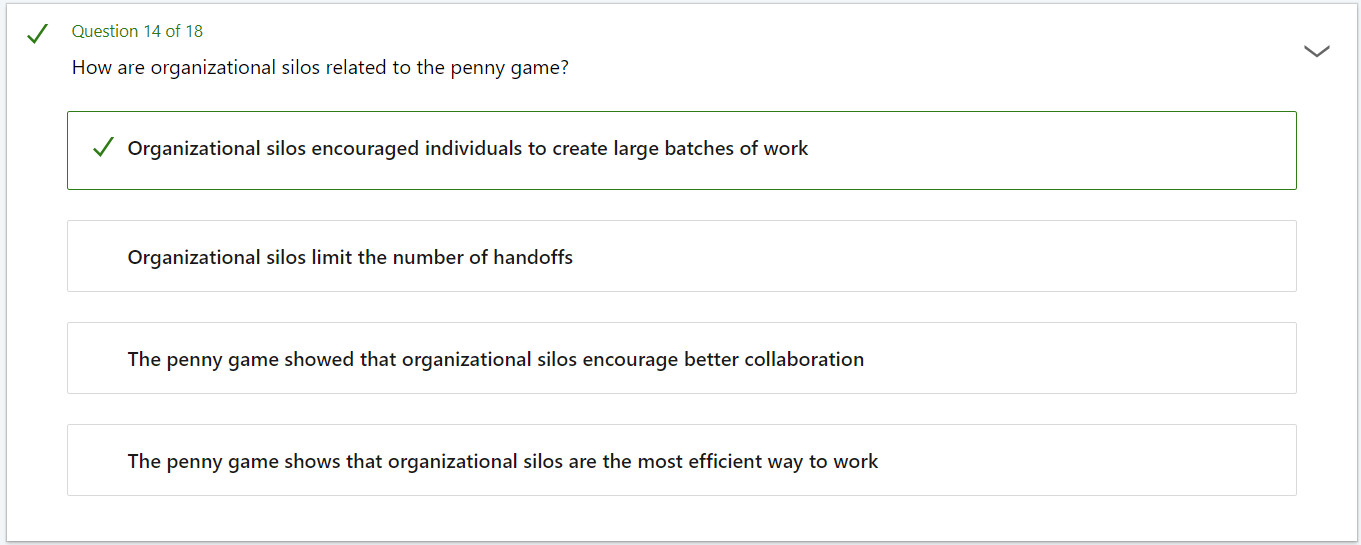 Question 14 of 18
How are organizational silos related to the penny game?
Organizational silos encouraged individuals to create large batches of work
Organizational silos limit the number of handoffs
The penny game showed that organizational silos encourage better collaboration
The penny game shows that organizational silos are the most efficient way to work